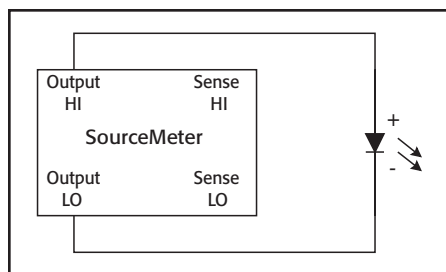 Output Sense
HI HI
SourceMeter
Output Sense
LO LO
+
-